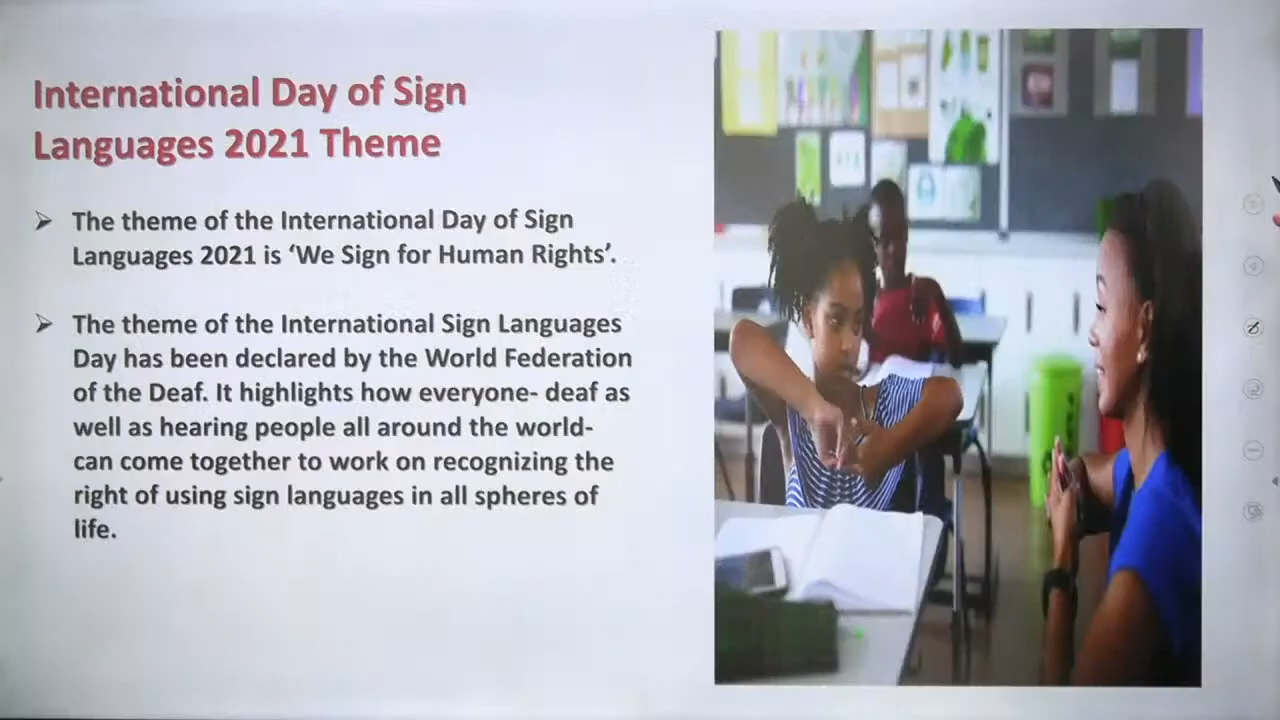 International Day of Sign
Languages 2021 Theme
➢ The theme of the International Day of Sign
Languages 2021 is ‘We Sign for Human Rights’.
➢ The theme of the International Sign Languages
Day has been declared by the World Federation
of the Deaf. It highlights how everyone- deaf as
well as hearing people all around the world-
can come together to work on recognizing the
right of using sign languages in all spheres of
life.